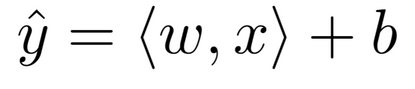 ŷ = ⟨w, x⟩ + b